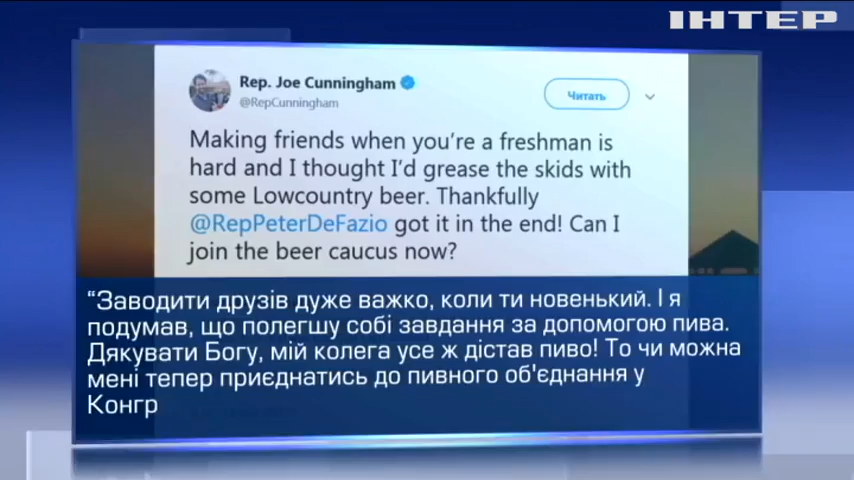 ІНТЕР
Rep. Joe Cunningham
@RepCunningham
Читать
Making friends when you're a freshman is
hard and I thought I'd grease the skids with
some Lowcountry beer. Thankfully
@RepPeterDeFazio got it in the end! Can I
join the beer caucus now?
“Заводити друзів дуже важко, коли ти новенький. І я
подумав, що полегшу собі завдання за допомогою пива.
Дякувати Богу, мій колега усе ж дістав пиво! То чи можна
мені тепер приєднатись до пивного об'єднання у
Конгр